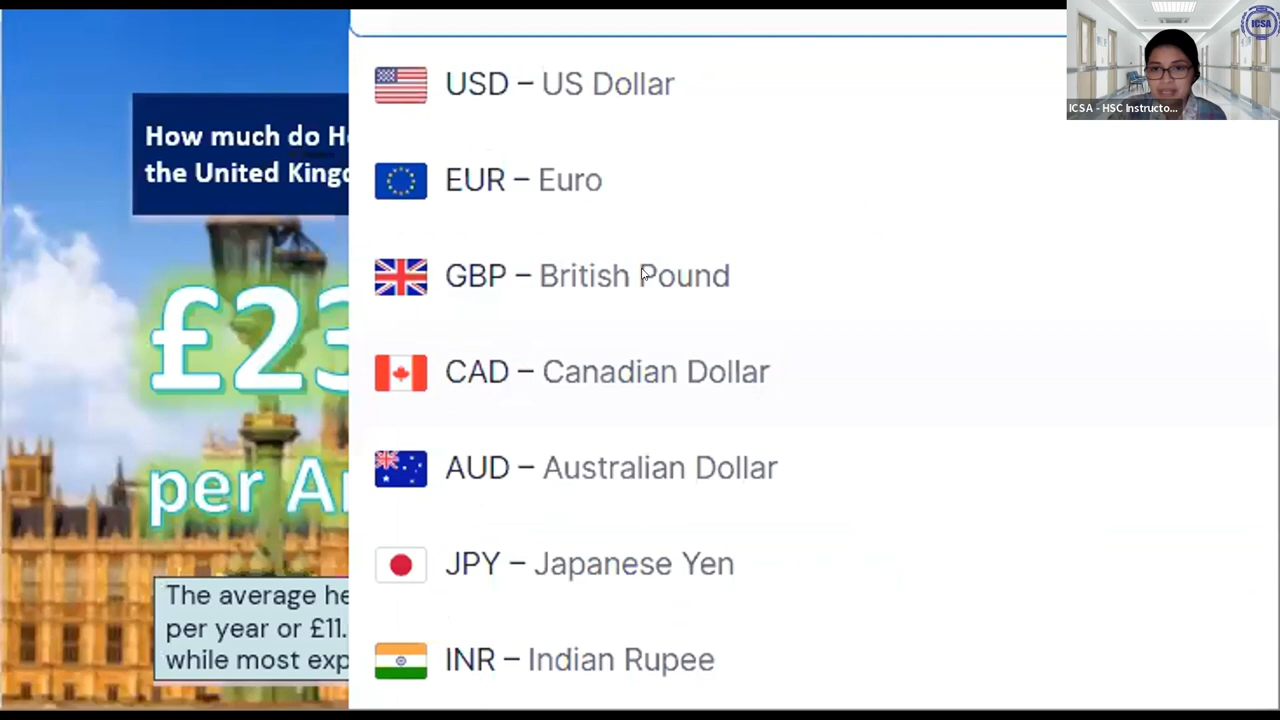 How much do H
the United King
£23
per A
The average he
per year or £11.
while most exp
USD – US Dollar
EUR – Euro
GBP – British Pound
CAD – Canadian Dollar
AUD – Australian Dollar
JPY – Japanese Yen
INR – Indian Rupee
ICSA
ICSA - HSC Instructo...